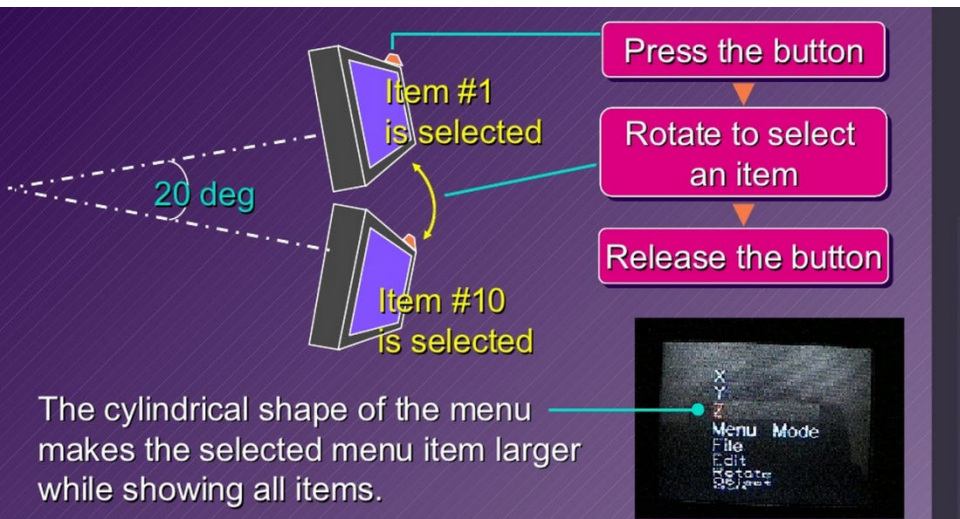 Press the button
Item #1
is selected
Rotate to select
an item
20 deg
Release the button
Item #10
is selected
X
Y
Z
Menu Mode
File
Edit
Rotate
Object
The cylindrical shape of the menu
makes the selected menu item larger
while showing all items.